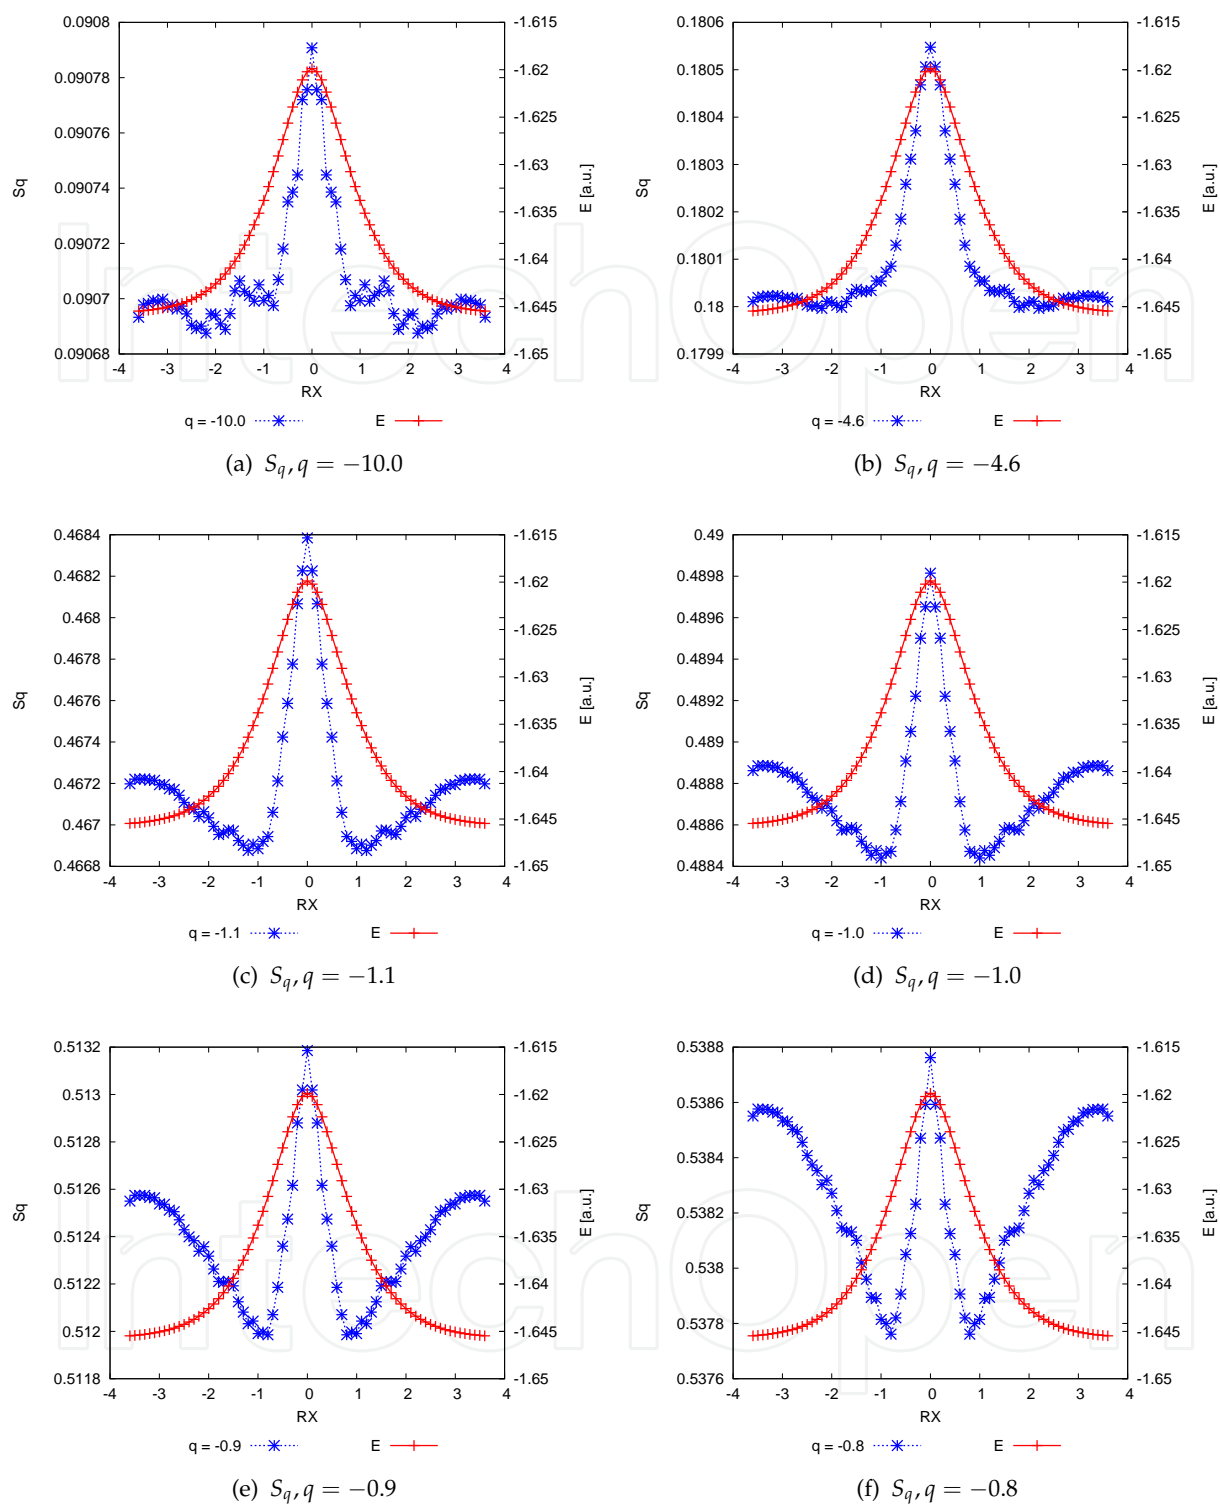 0.0908
0.09078
0.09076
0.09074
0.09072
0.0907
0.09068
Sq
-4 -3 -2 -1 0 1 2 3 4
RX
-1.615
-1.62
-1.625
-1.63
-1.635
-1.64
-1.645
-1.65
E [a.u.]
q = -10.0 E
(a) Sq, q = −10.0
0.1806
0.1805
0.1804
0.1803
0.1802
0.1801
0.18
0.1799
Sq
-4 -3 -2 -1 0 1 2 3 4
RX
-1.615
-1.62
-1.625
-1.63
-1.635
-1.64
-1.645
-1.65
E [a.u.]
q = -4.6 E
(b) Sq, q = −4.6
0.4684
0.4682
0.468
0.4678
0.4676
0.4674
0.4672
0.467
0.4668
Sq
-4 -3 -2 -1 0 1 2 3 4
RX
-1.615
-1.62
-1.625
-1.63
-1.635
-1.64
-1.645
-1.65
E [a.u.]
q = -1.1 E
(c) Sq, q = −1.1
0.49
0.4898
0.4896
0.4894
0.4892
0.489
0.4888
0.4886
0.4884
Sq
-4 -3 -2 -1 0 1 2 3 4
RX
-1.615
-1.62
-1.625
-1.63
-1.635
-1.64
-1.645
-1.65
E [a.u.]
q = -1.0 E
(d) Sq, q = −1.0
0.5132
0.513
0.5128
0.5126
0.5124
0.5122
0.512
0.5118
Sq
-4 -3 -2 -1 0 1 2 3 4
RX
-1.615
-1.62
-1.625
-1.63
-1.635
-1.64
-1.645
-1.65
E [a.u.]
q = -0.9 E
(e) Sq, q = −0.9
0.5388
0.5386
0.5384
0.5382
0.538
0.5378
0.5376
Sq
-4 -3 -2 -1 0 1 2 3 4
RX
-1.615
-1.62
-1.625
-1.63
-1.635
-1.64
-1.645
-1.65
E [a.u.]
q = -0.8 E
(f) Sq, q = −0.8
IntechOpen
IntechOpen